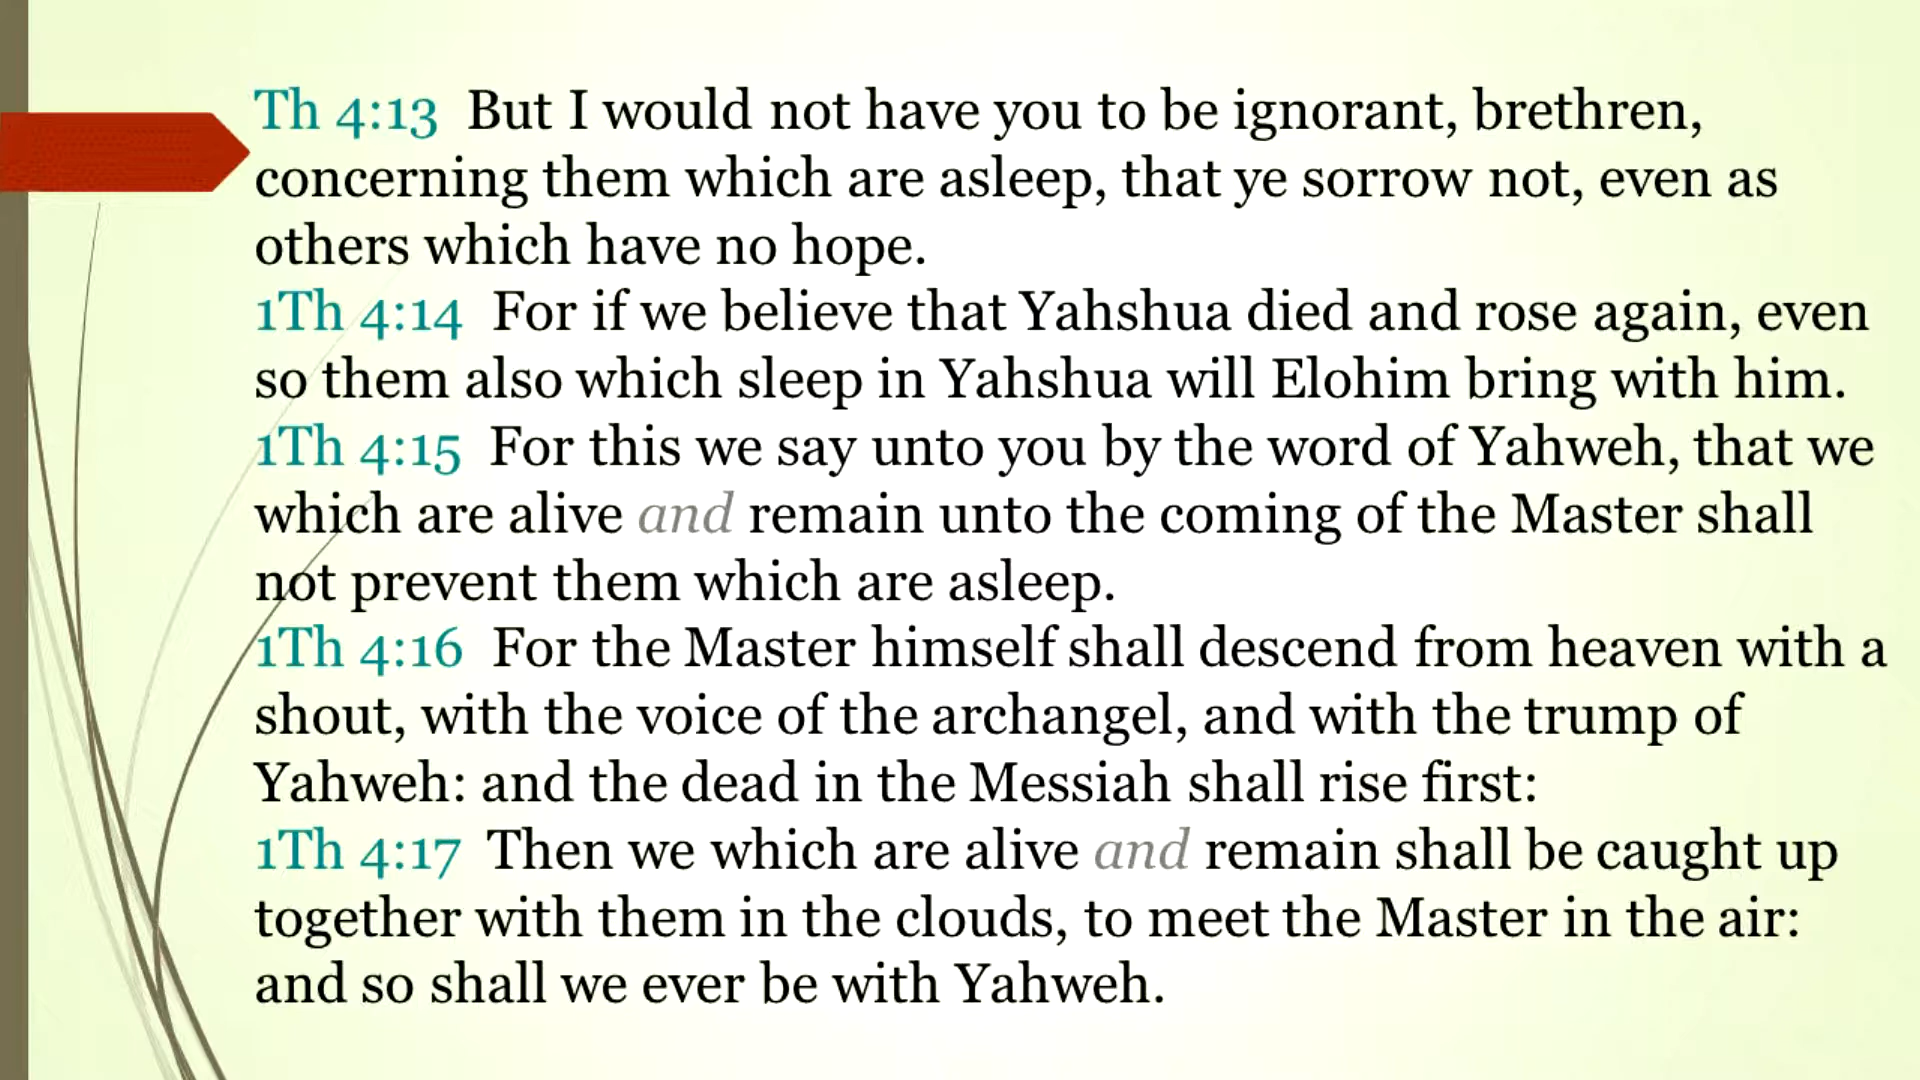 Th 4:13 But I would not have you to be ignorant, brethren,
concerning them which are asleep, that ye sorrow not, even as
others which have no hope.
1Th 4:14 For if we believe that Yahshua died and rose again, even
so them also which sleep in Yahshua will Elohim bring with him.
1Th 4:15 For this we say unto you by the word of Yahweh, that we
which are alive and remain unto the coming of the Master shall
not prevent them which are asleep.
1Th 4:16 For the Master himself shall descend from heaven with a
shout, with the voice of the archangel, and with the trump of
Yahweh: and the dead in the Messiah shall rise first:
1Th 4:17 Then we which are alive and remain shall be caught up
together with them in the clouds, to meet the Master in the air:
and so shall we ever be with Yahweh.